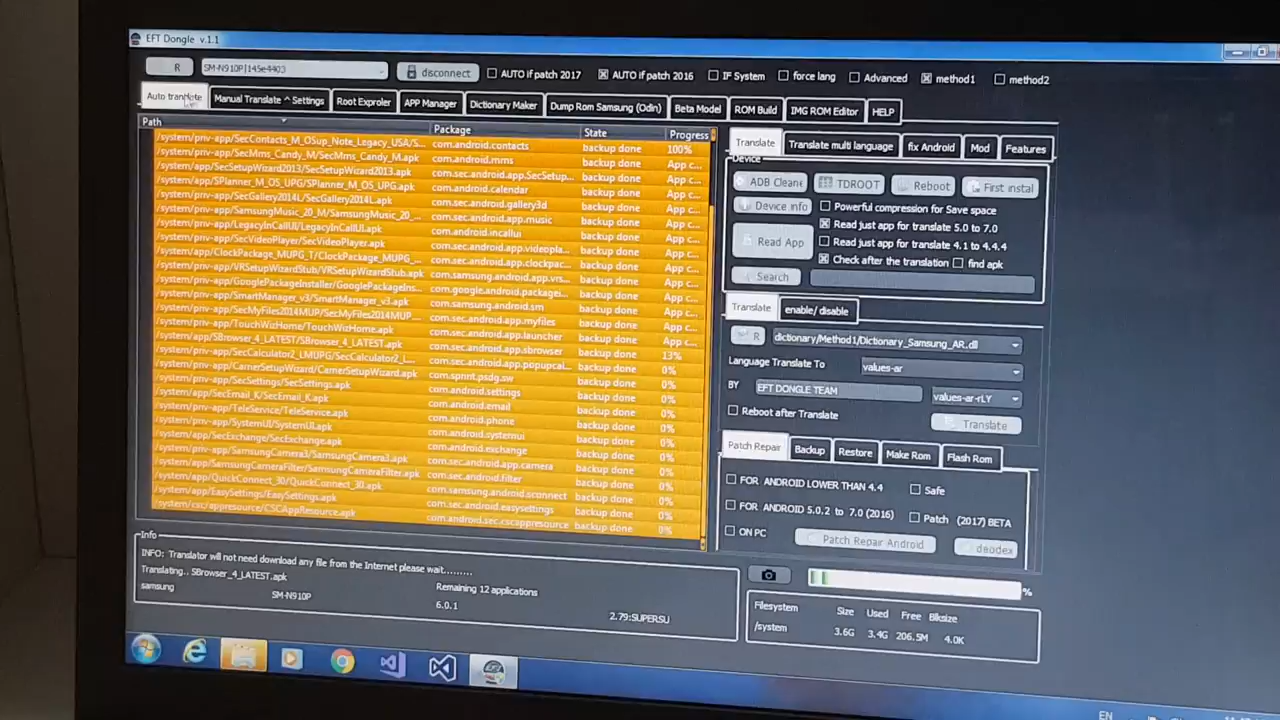 EFT Dongle v.1.1
R
SM-N910P|145e4403
disconnect
AUTO if patch 2017
AUTO if patch 2016
IF System
force lang
Advanced
method1
method2
Auto translate
Manual Translate ^ Settings
Root Exproler
APP Manager
Dictionary Maker
Dump Rom Samsung (Odin)
Beta Model
ROM Build
IMG ROM Editor
HELP
Path Package State Progress
/system/priv-app/SecContacts_M_OSup_Note_Legacy_USA/S... com.android.contacts backup done 100%
/system/priv-app/SecMms_Candy_M/SecMms_Candy_M.apk com.android.mms backup done App c...
/system/priv-app/SecSetupWizard2013/SecSetupWizard2013.apk com.sec.android.app.SecSetup... backup done App c...
/system/priv-app/SPlanner_M_OS_UPG/SPlanner_M_OS_UPG.apk com.android.calendar backup done App c...
/system/priv-app/SecGallery2014L/SecGallery2014L.apk com.sec.android.gallery3d backup done App c...
/system/priv-app/SamsungMusic_20_M/SamsungMusic_20_... com.sec.android.app.music backup done App c...
/system/priv-app/LegacyInCallUI/LegacyInCallUI.apk com.android.incallui backup done App c...
/system/priv-app/SecVideoPlayer/SecVideoPlayer.apk com.sec.android.app.videopla... backup done App c...
/system/app/ClockPackage_MUPG_T/ClockPackage_MUPG_... com.sec.android.app.clockpac... backup done App c...
/system/app/VRSetupWizardStub/VRSetupWizardStub.apk com.samsung.android.app.vr... backup done App c...
/system/priv-app/GooglePackageInstaller/GooglePackageIns... com.google.android.packagei... backup done App c...
/system/priv-app/SmartManager_v3/SmartManager_v3.apk com.samsung.android.sm backup done App c...
/system/priv-app/SecMyFiles2014MUP/SecMyFiles2014MUP... com.sec.android.app.myfiles backup done App c...
/system/priv-app/TouchWizHome/TouchWizHome.apk com.sec.android.app.launcher backup done App c...
/system/app/SBrowser_4_LATEST/SBrowser_4_LATEST.apk com.sec.android.app.sbrowser backup done 13%
/system/priv-app/SecCalculator2_LMUPG/SecCalculator2_L... com.sec.android.app.popupcal... backup done 0%
/system/priv-app/CarrierSetupWizard/CarrierSetupWizard.apk com.sprint.psdg.sw backup done 0%
/system/priv-app/SecSettings/SecSettings.apk com.android.settings backup done 0%
/system/app/SecEmail_K/SecEmail_K.apk com.android.email backup done 0%
/system/priv-app/TeleService/TeleService.apk com.android.phone backup done 0%
/system/priv-app/SystemUI/SystemUI.apk com.android.systemui backup done 0%
/system/app/SecExchange/SecExchange.apk com.android.exchange backup done 0%
/system/priv-app/SamsungCamera3/SamsungCamera3.apk com.sec.android.app.camera backup done 0%
/system/app/SamsungCameraFilter/SamsungCameraFilter.apk com.sec.android.filter backup done 0%
/system/app/QuickConnect_30/QuickConnect_30.apk com.samsung.android.sconnect backup done 0%
/system/app/EasySettings/EasySettings.apk com.sec.android.easysettings backup done 0%
/system/csc/appresource/CSCAppResource.apk com.android.sec.cscappresource backup done 0%
Translate
Translate multi language
fix Android
Mod
Features
Device
ADB Cleane
TDROOT
Reboot
First instal
Device info
Powerful compression for Save space
Read just app for translate 5.0 to 7.0
Read App
Read just app for translate 4.1 to 4.4.4
Check after the translation
find apk
Search
Translate
enable/ disable
R
dictionary/Method1/Dictionary_Samsung_AR.dll
Language Translate To
values-ar
BY
EFT DONGLE TEAM
values-ar-rLY
Reboot after Translate
Translate
Patch Repair
Backup
Restore
Make Rom
Flash Rom
FOR ANDROID LOWER THAN 4.4
Safe
FOR ANDROID 5.0.2 to 7.0 (2016)
Patch (2017) BETA
ON PC
Patch Repair Android
deodex
Info
INFO: Translator will not need download any file from the Internet please wait.........
Translating.. SBrowser_4_LATEST.apk
Remaining 12 applications
samsung
SM-N910P
6.0.1
2.79:SUPERSU
%
Filesystem Size Used Free Blksize
/system 3.6G 3.4G 206.5M 4.0K
EN